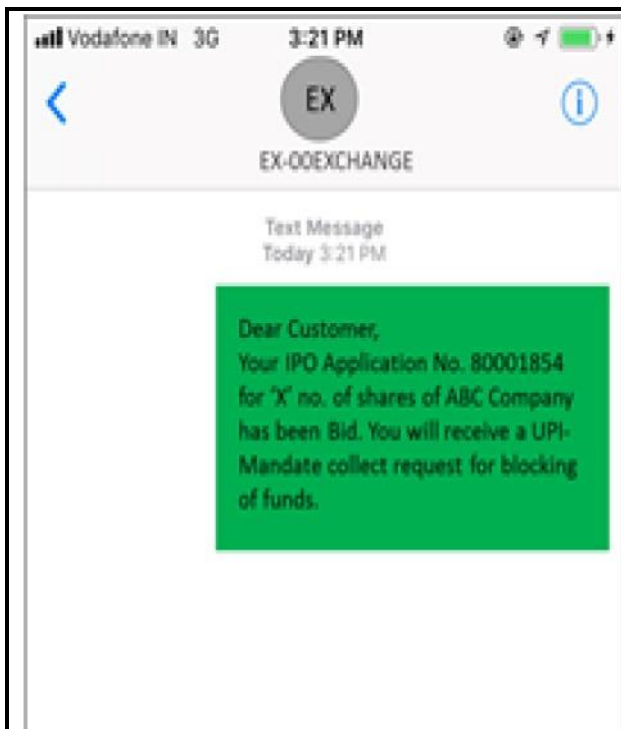 Vodafone IN 3G 3:21 PM
EX
EX-00EXCHANGE
Text Message
Today 3:21 PM
Dear Customer,
Your IPO Application No. 80001854
for 'X' no. of shares of ABC Company
has been Bid. You will receive a UPI-
Mandate collect request for blocking
of funds.